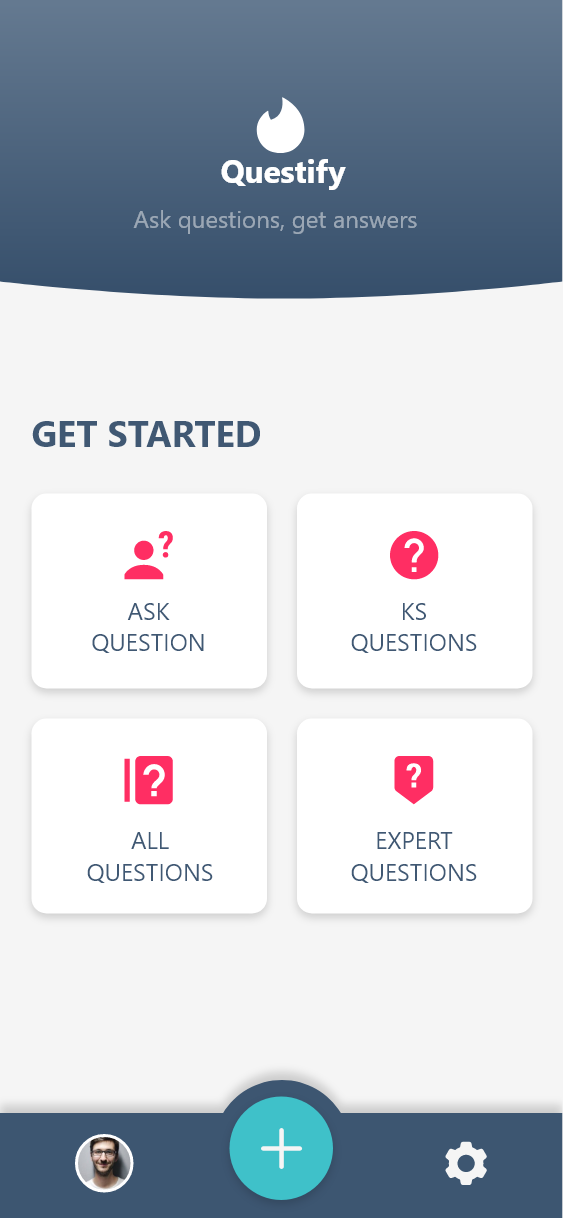 Questify
Ask questions, get answers
GET STARTED
ASK
QUESTION
KS
QUESTIONS
ALL
QUESTIONS
EXPERT
QUESTIONS